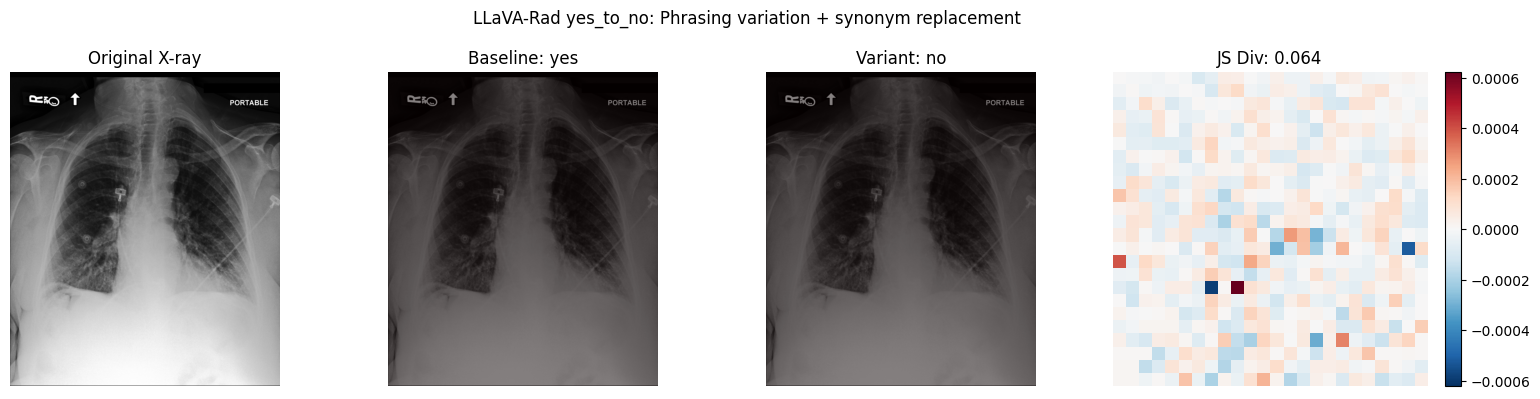 LLaVA-Rad yes_to_no: Phrasing variation + synonym replacement
Original X-ray
Baseline: yes
Variant: no
JS Div: 0.064
R
PORTABLE
R
PORTABLE
R
PORTABLE
0.0006
0.0004
0.0002
0.0000
−0.0002
−0.0004
−0.0006